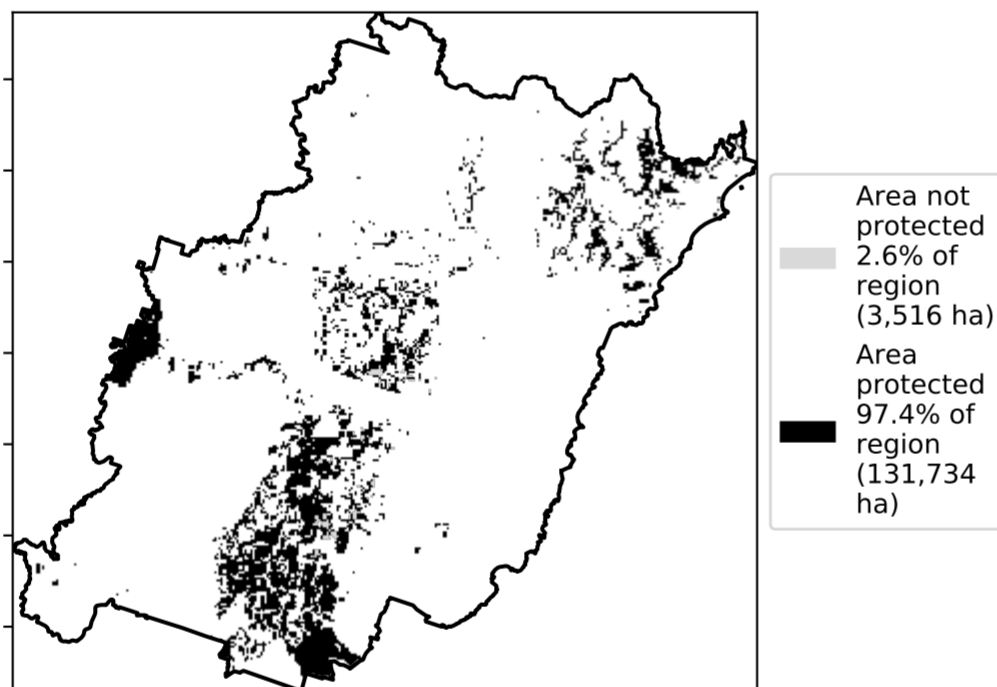 Area not
protected
2.6% of
region
(3,516 ha)
Area
protected
97.4% of
region
(131,734
ha)